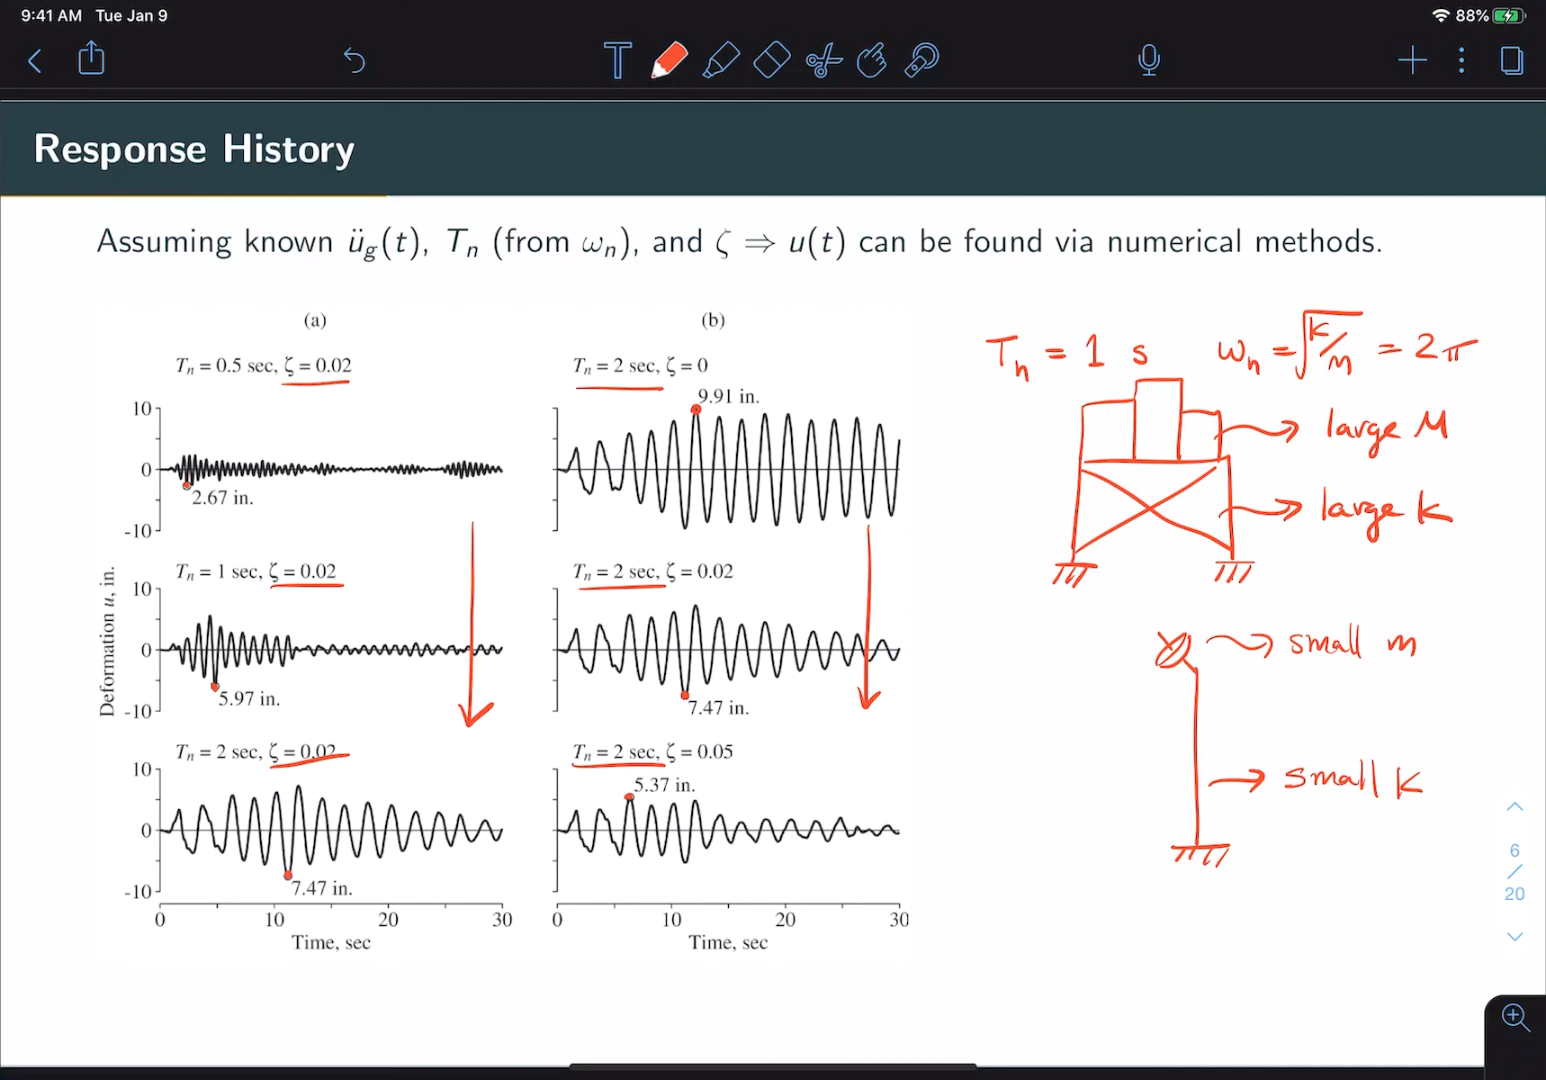 9:41 AM Tue Jan 9
88%
Response History
Assuming known ü_g(t), T_n (from ω_n), and ζ ⇒ u(t) can be found via numerical methods.
(a)
T_n = 0.5 sec, ζ = 0.02
10
0
-10
2.67 in.
T_n = 1 sec, ζ = 0.02
10
0
-10
5.97 in.
T_n = 2 sec, ζ = 0.02
10
0
-10
7.47 in.
Deformation u, in.
0 10 20 30
Time, sec
(b)
T_n = 2 sec, ζ = 0
9.91 in.
T_n = 2 sec, ζ = 0.02
7.47 in.
T_n = 2 sec, ζ = 0.05
5.37 in.
0 10 20 30
Time, sec
T_n = 1 s ω_n = √k/m = 2π
large M
large k
small m
small k
6
/
20